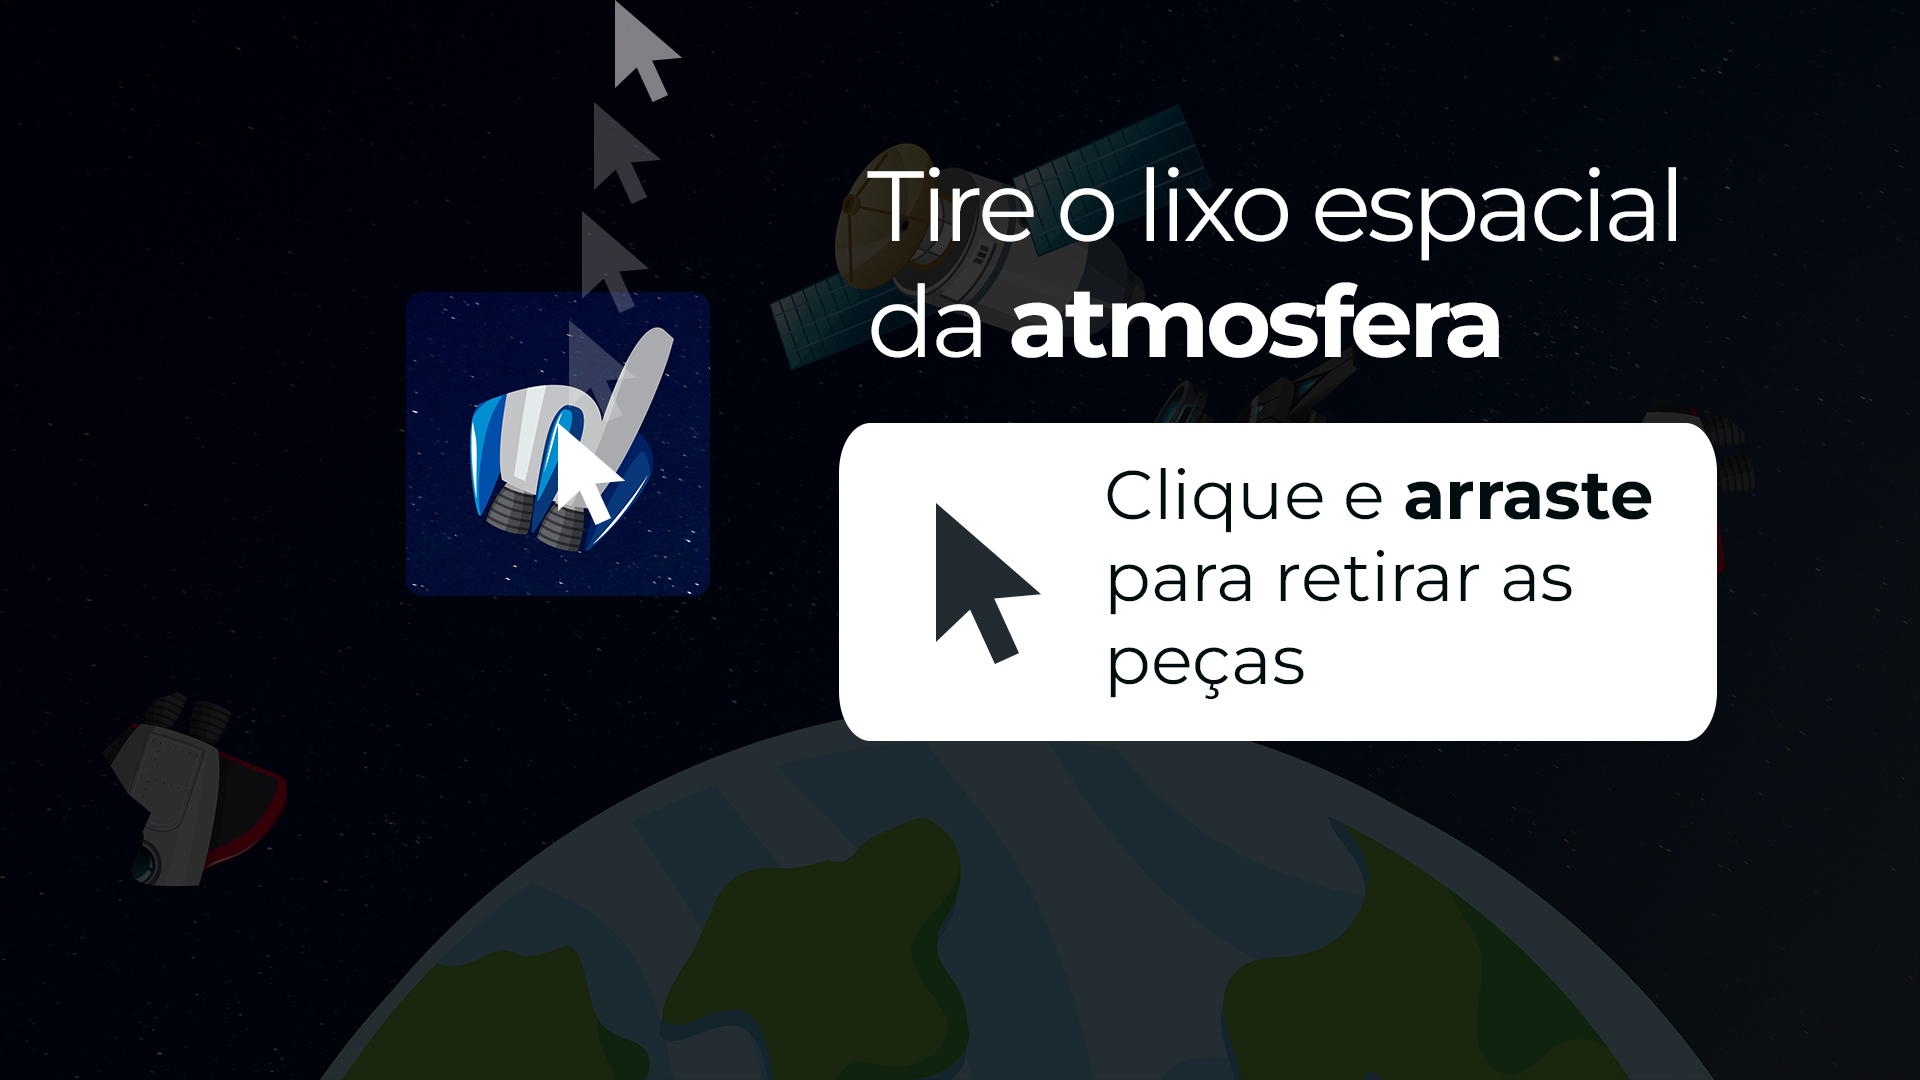 Tire o lixo espacial
da atmosfera
Clique e arraste
para retirar as
peças